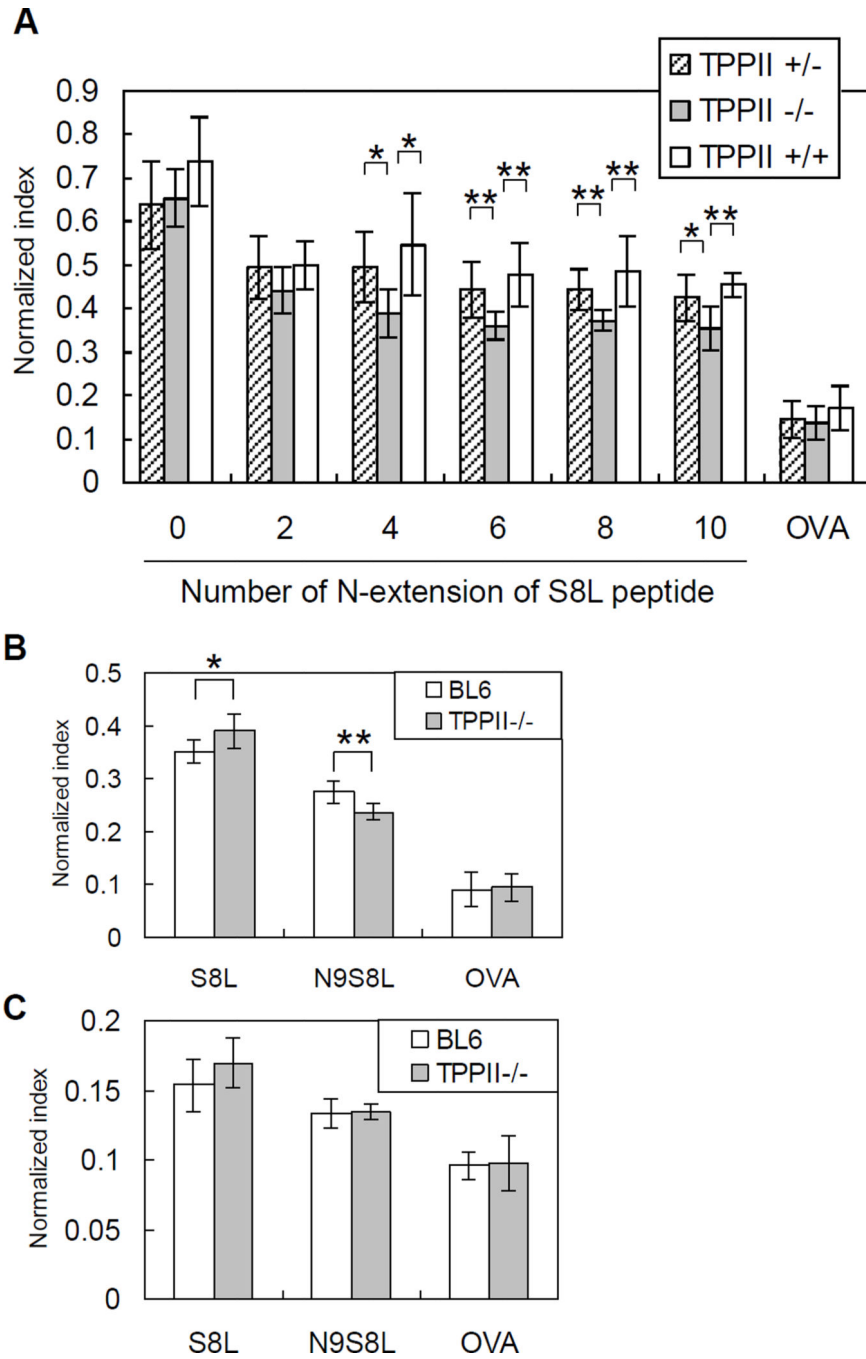 A
TPPII +/-
TPPII -/-
TPPII +/+
Normalized index
0.9
0.8
0.7
0.6
0.5
0.4
0.3
0.2
0.1
0
* * ** ** ** ** * **
0 2 4 6 8 10 OVA
Number of N-extension of S8L peptide
B
BL6
TPPII-/-
Normalized index
0.5
0.4
0.3
0.2
0.1
0
* **
S8L N9S8L OVA
C
BL6
TPPII-/-
Normalized index
0.2
0.15
0.1
0.05
0
S8L N9S8L OVA